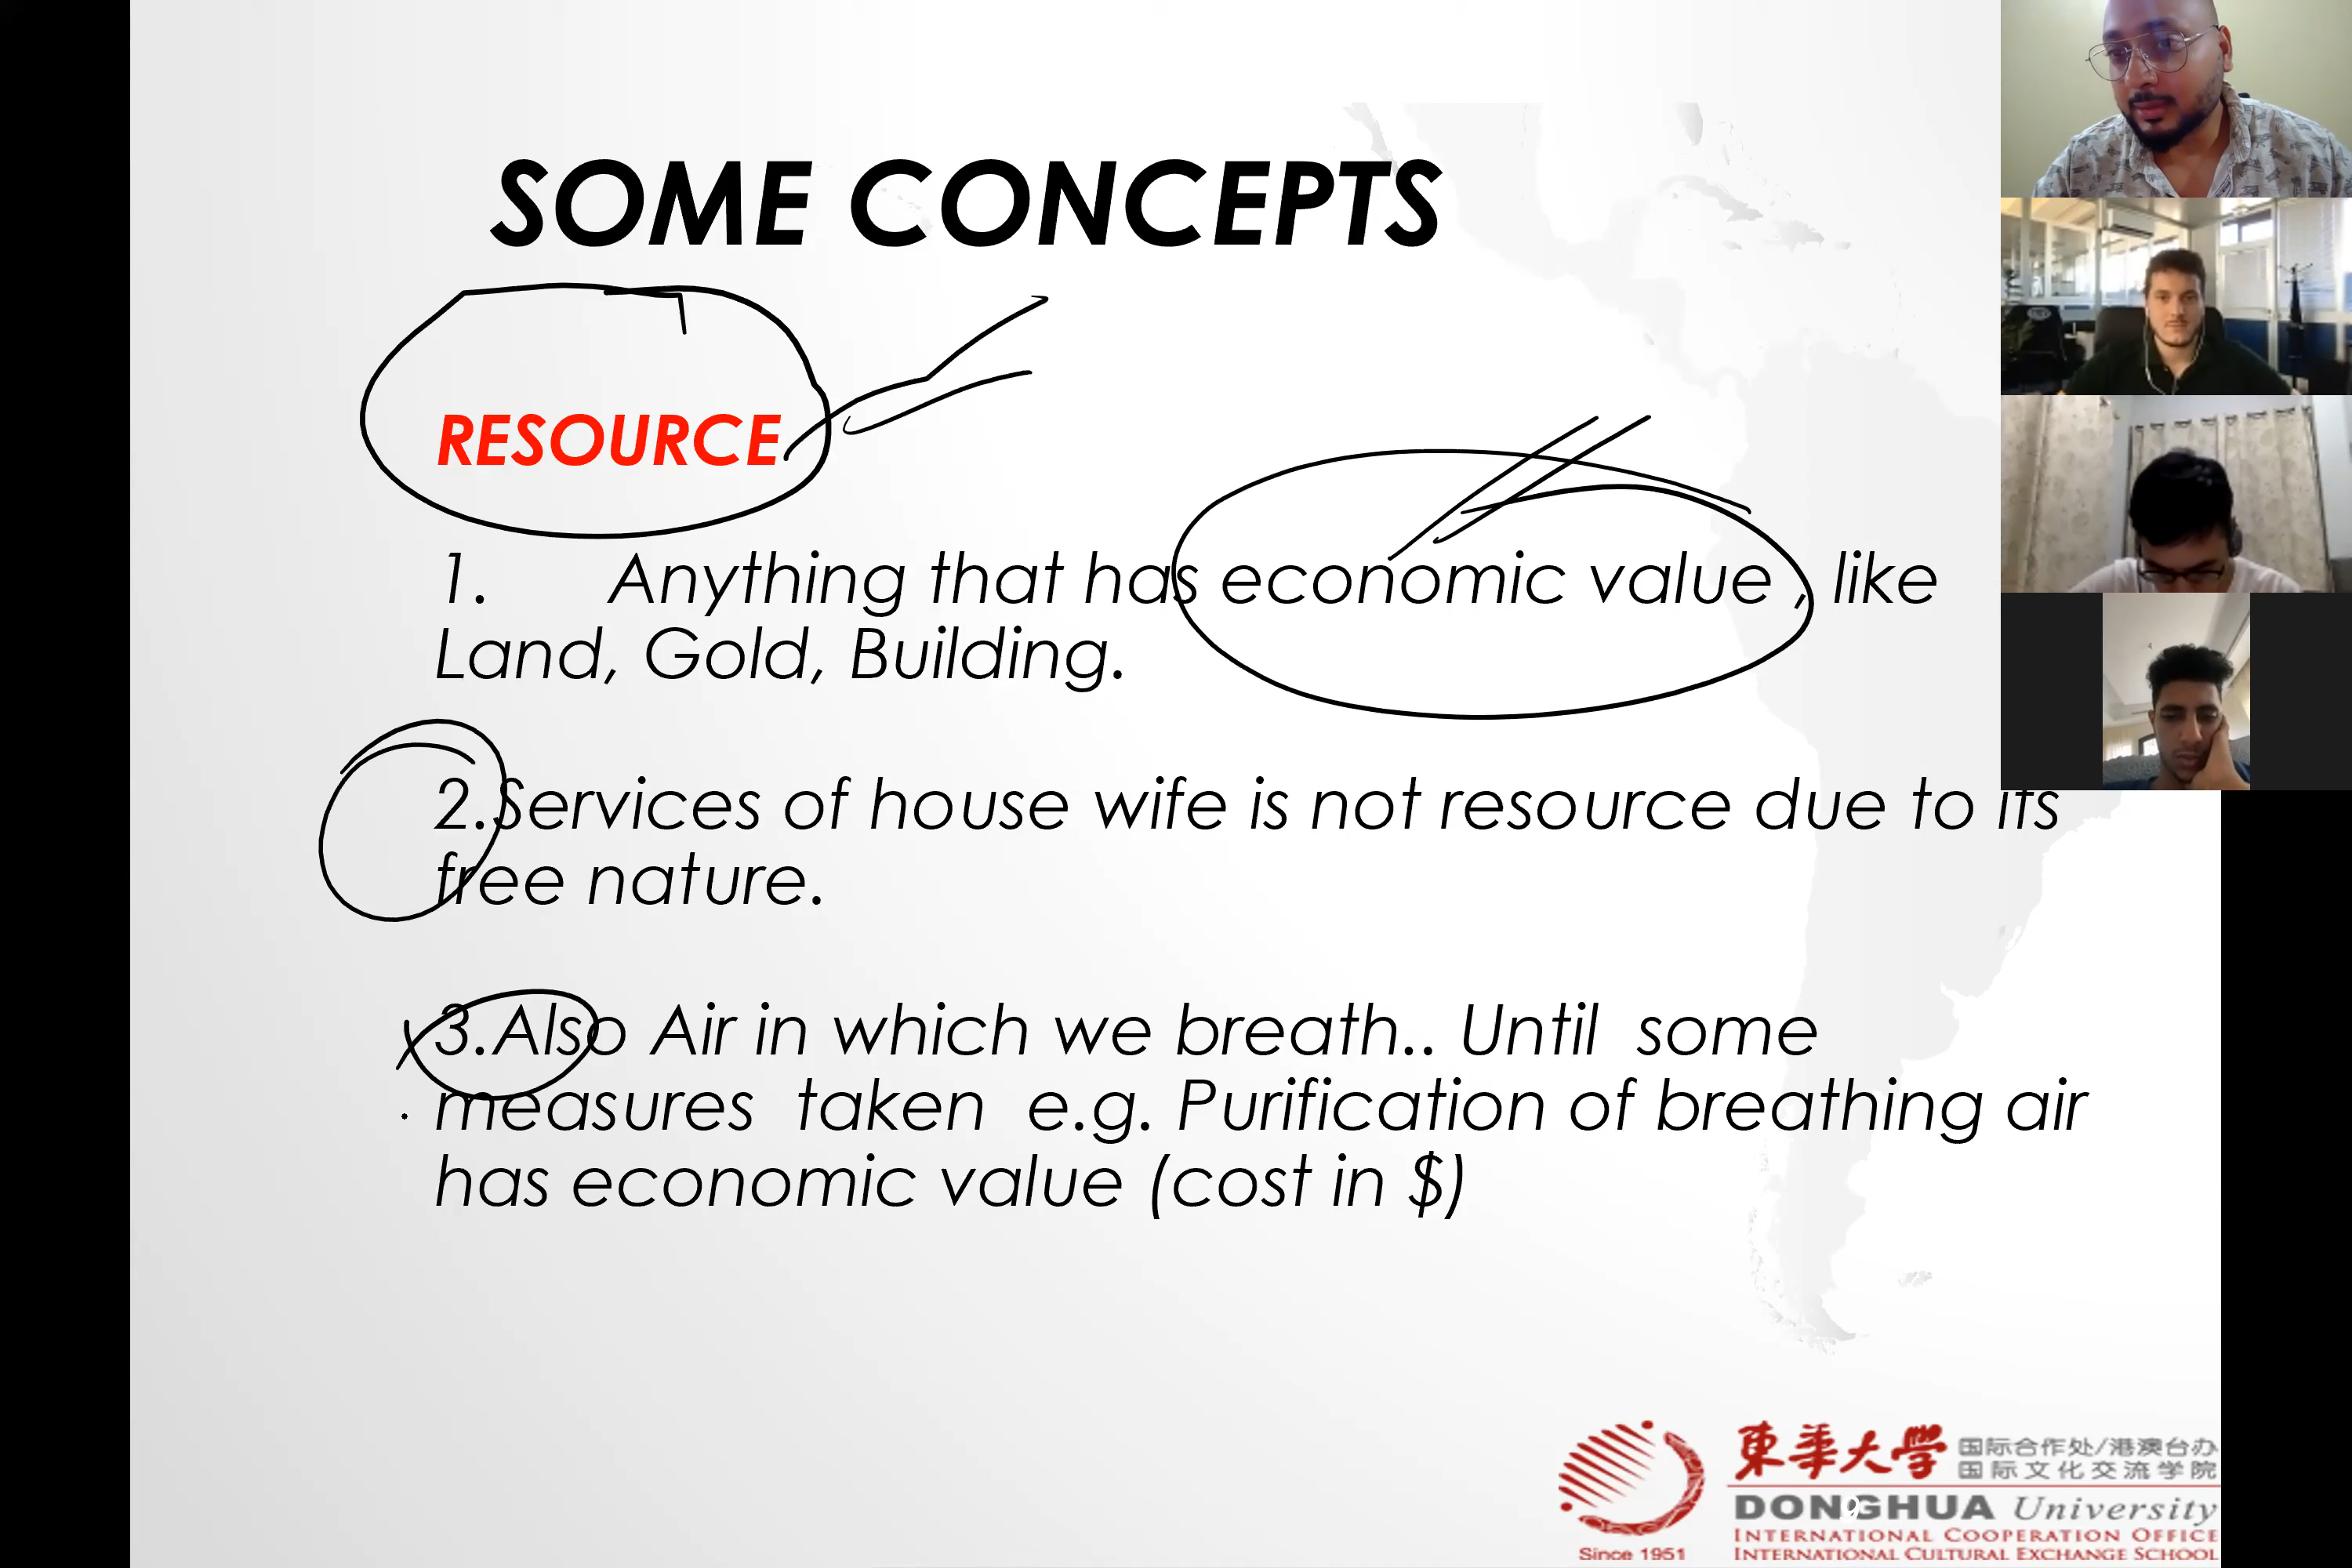 SOME CONCEPTS
RESOURCE
1. Anything that has economic value , like
Land, Gold, Building.
2.Services of house wife is not resource due to its
free nature.
3.Also Air in which we breath.. Until some
measures taken e.g. Purification of breathing air
has economic value (cost in $)
東華大學
国际合作处/港澳台办
国际文化交流学院
DONGHUA University
INTERNATIONAL COOPERATION OFFICE
INTERNATIONAL CULTURAL EXCHANGE SCHOOL
Since 1951